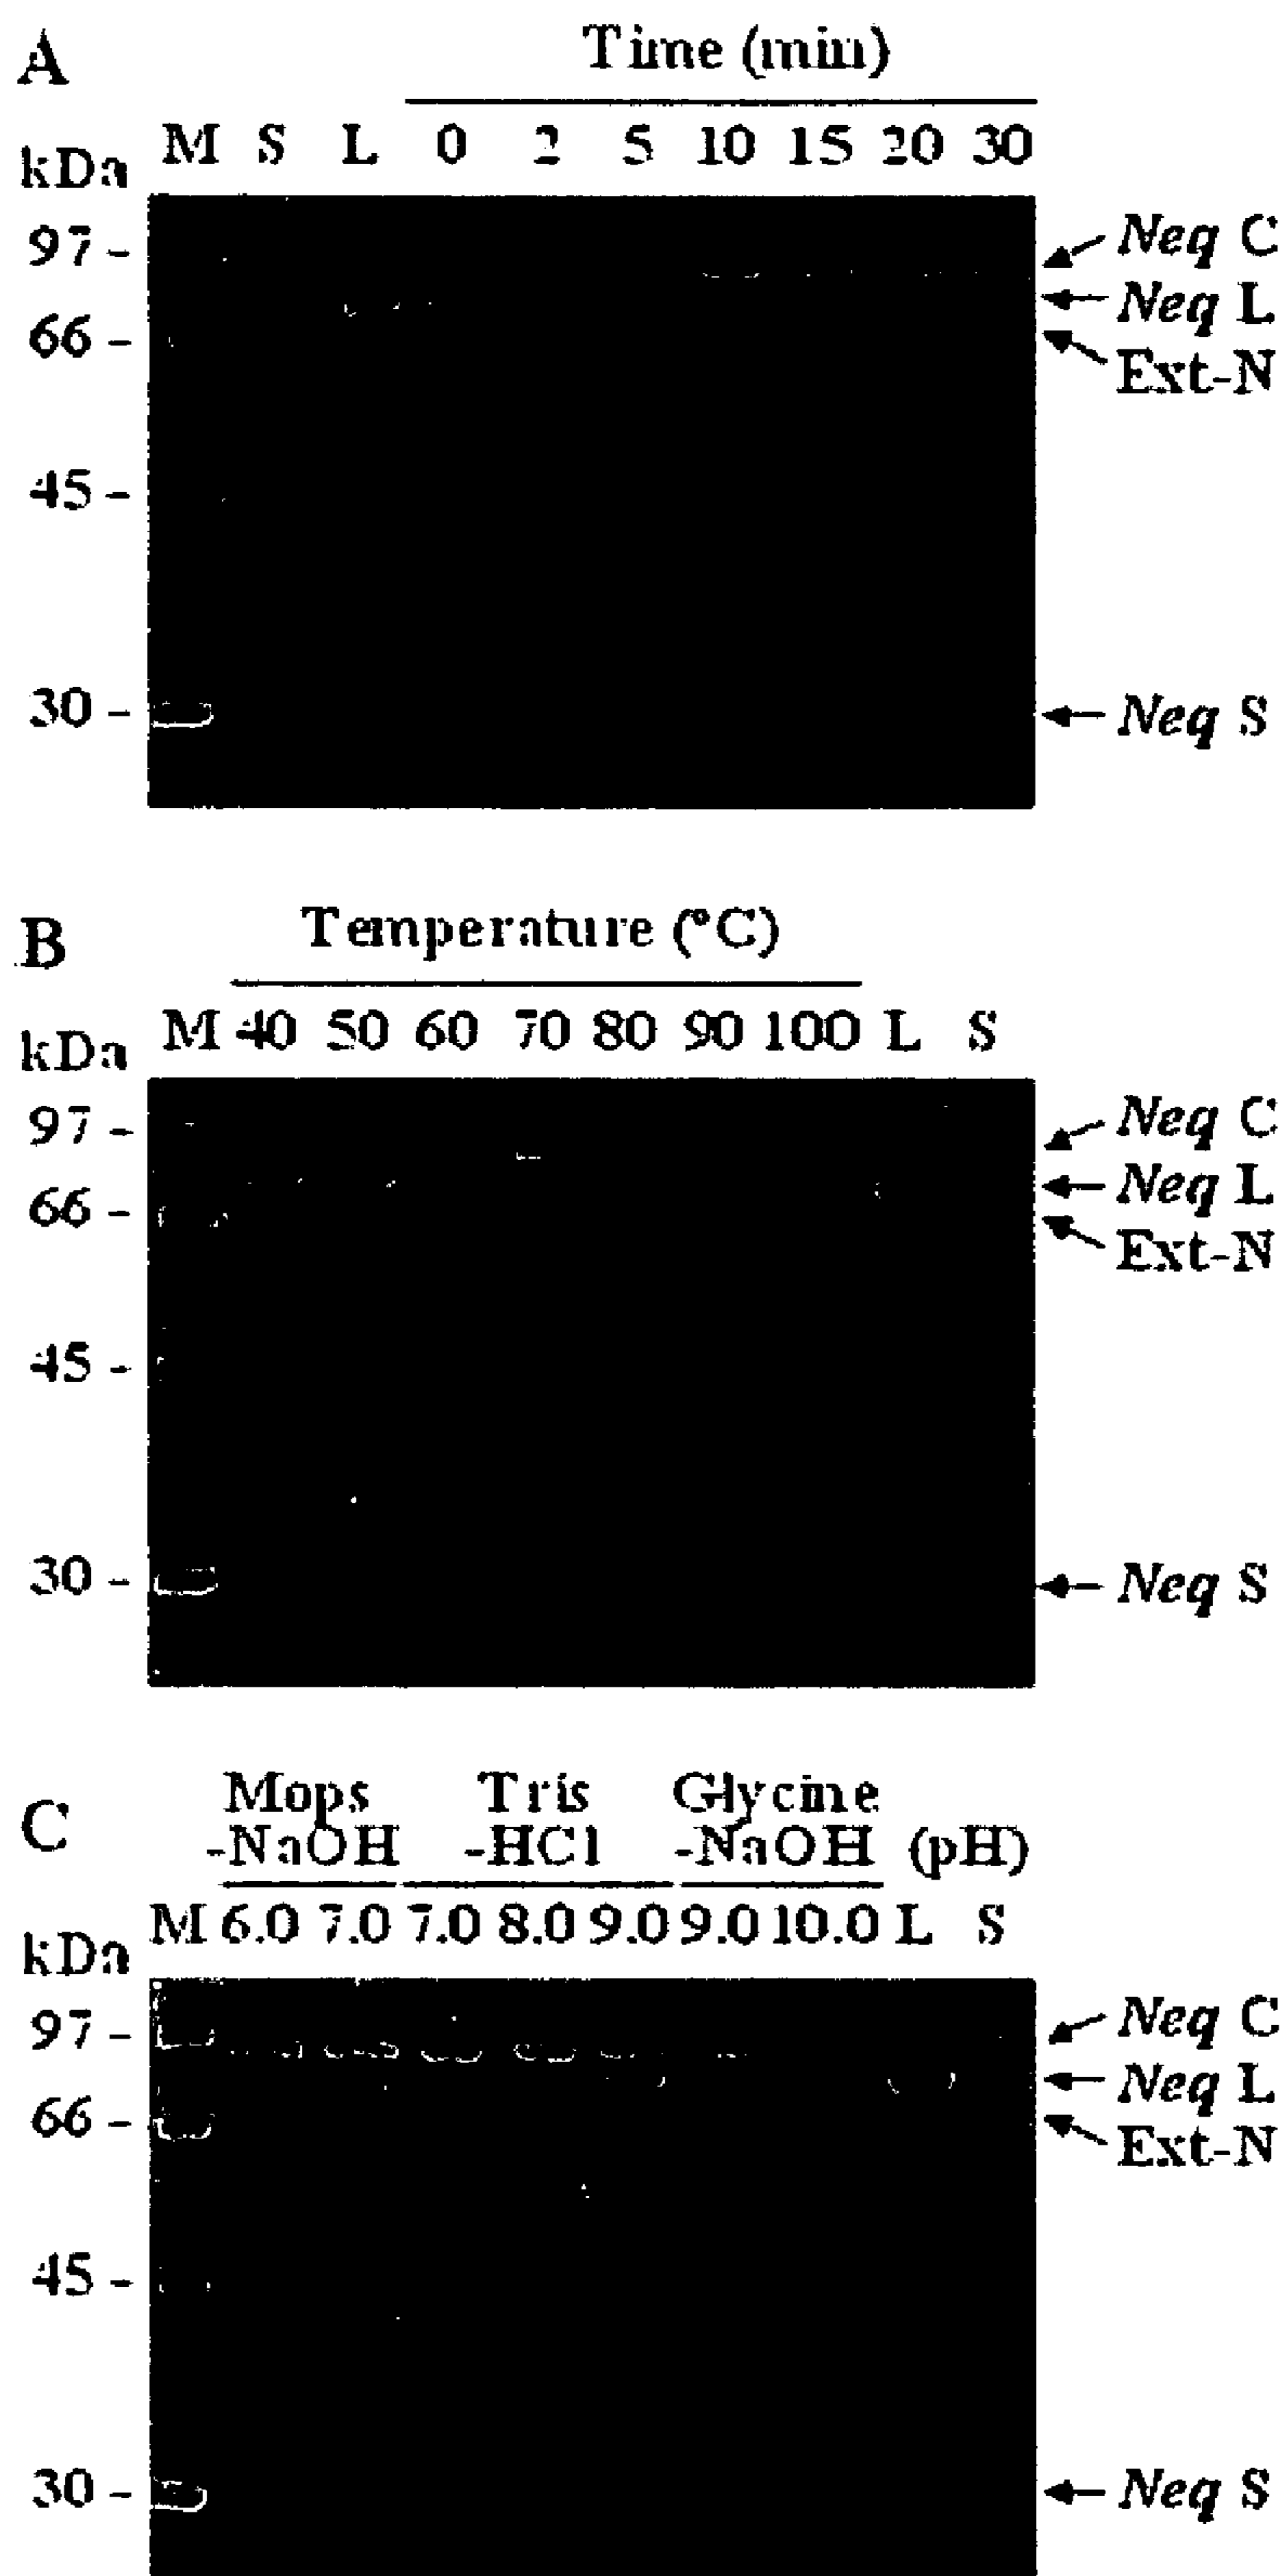 A
Time (min)
kDa M S L 0 2 5 10 15 20 30
97 -
66 -
45 -
30 -
Neq C
Neq L
Ext-N
Neq S
B
Temperature (°C)
kDa M 40 50 60 70 80 90 100 L S
97 -
66 -
45 -
30 -
Neq C
Neq L
Ext-N
Neq S
C
Mops -NaOH
Tris -HCl
Glycine -NaOH
(pH)
kDa M 6.0 7.0 7.0 8.0 9.0 9.0 10.0 L S
97 -
66 -
45 -
30 -
Neq C
Neq L
Ext-N
Neq S